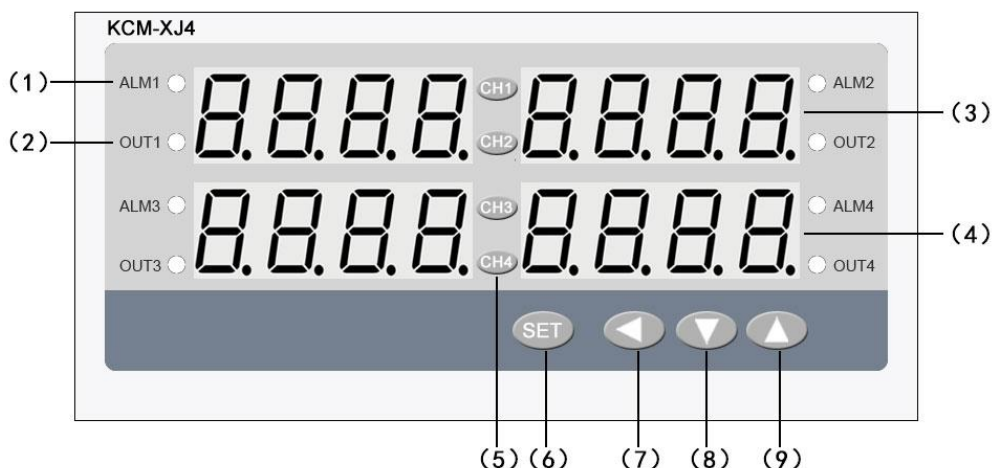 KCM-XJ4
(1) ALM1 CH1 ALM2
(3)
(2) OUT1 CH2 OUT2
ALM3 CH3 ALM4
(4)
OUT3 CH4 OUT4
SET
(5) (6) (7) (8) (9)